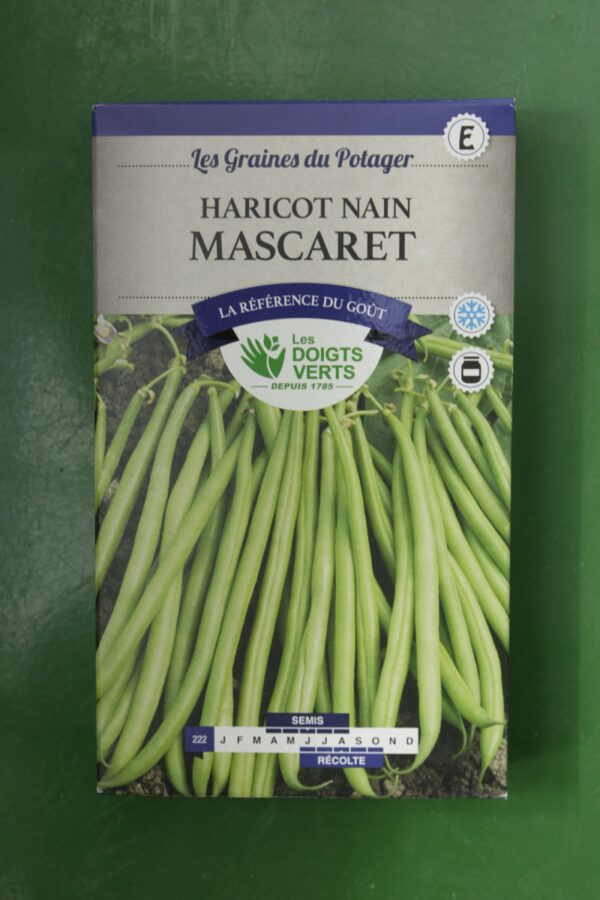 E
Les Graines du Potager
HARICOT NAIN
MASCARET
LA RÉFÉRENCE DU GOÛT
Les
DOIGTS
VERTS
DEPUIS 1785
SEMIS
222 J F M A M J J A S O N D
RÉCOLTE